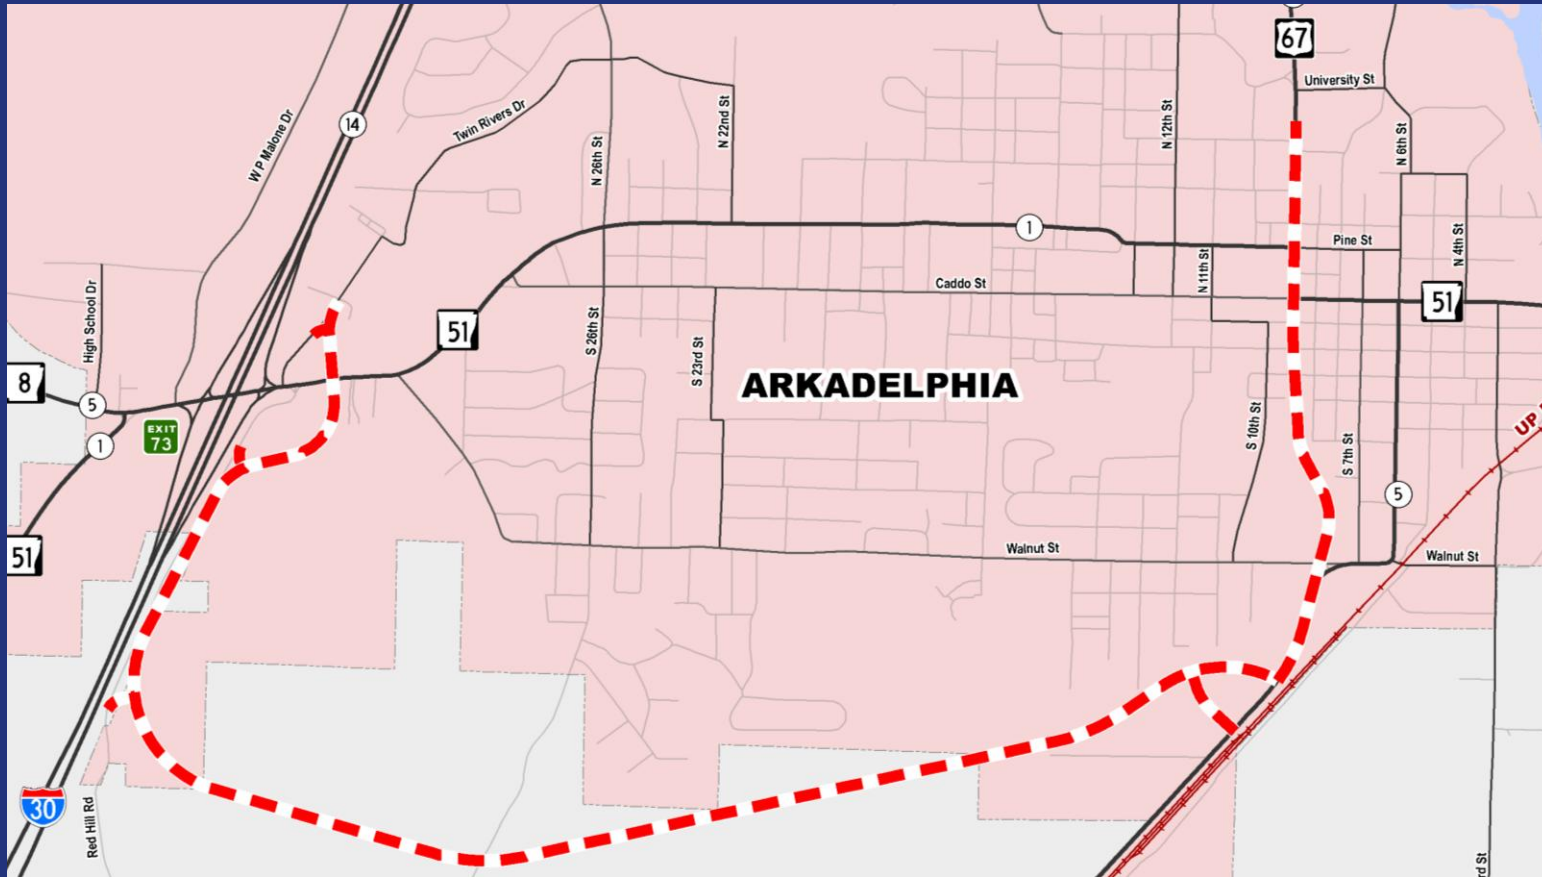 67
University St
W P Malone Dr
14
Twin Rivers Dr
N 22nd St
N 12th St
N 26th St
N 6th St
1
Pine St
N 4th St
N 11th St
High School Dr
Caddo St
51
51
S 26th St
S 23rd St
8
ARKADELPHIA
5
EXIT
73
1
S 10th St
UP
S 7th St
5
51
Walnut St
Walnut St
30
Red Hill Rd
rd St